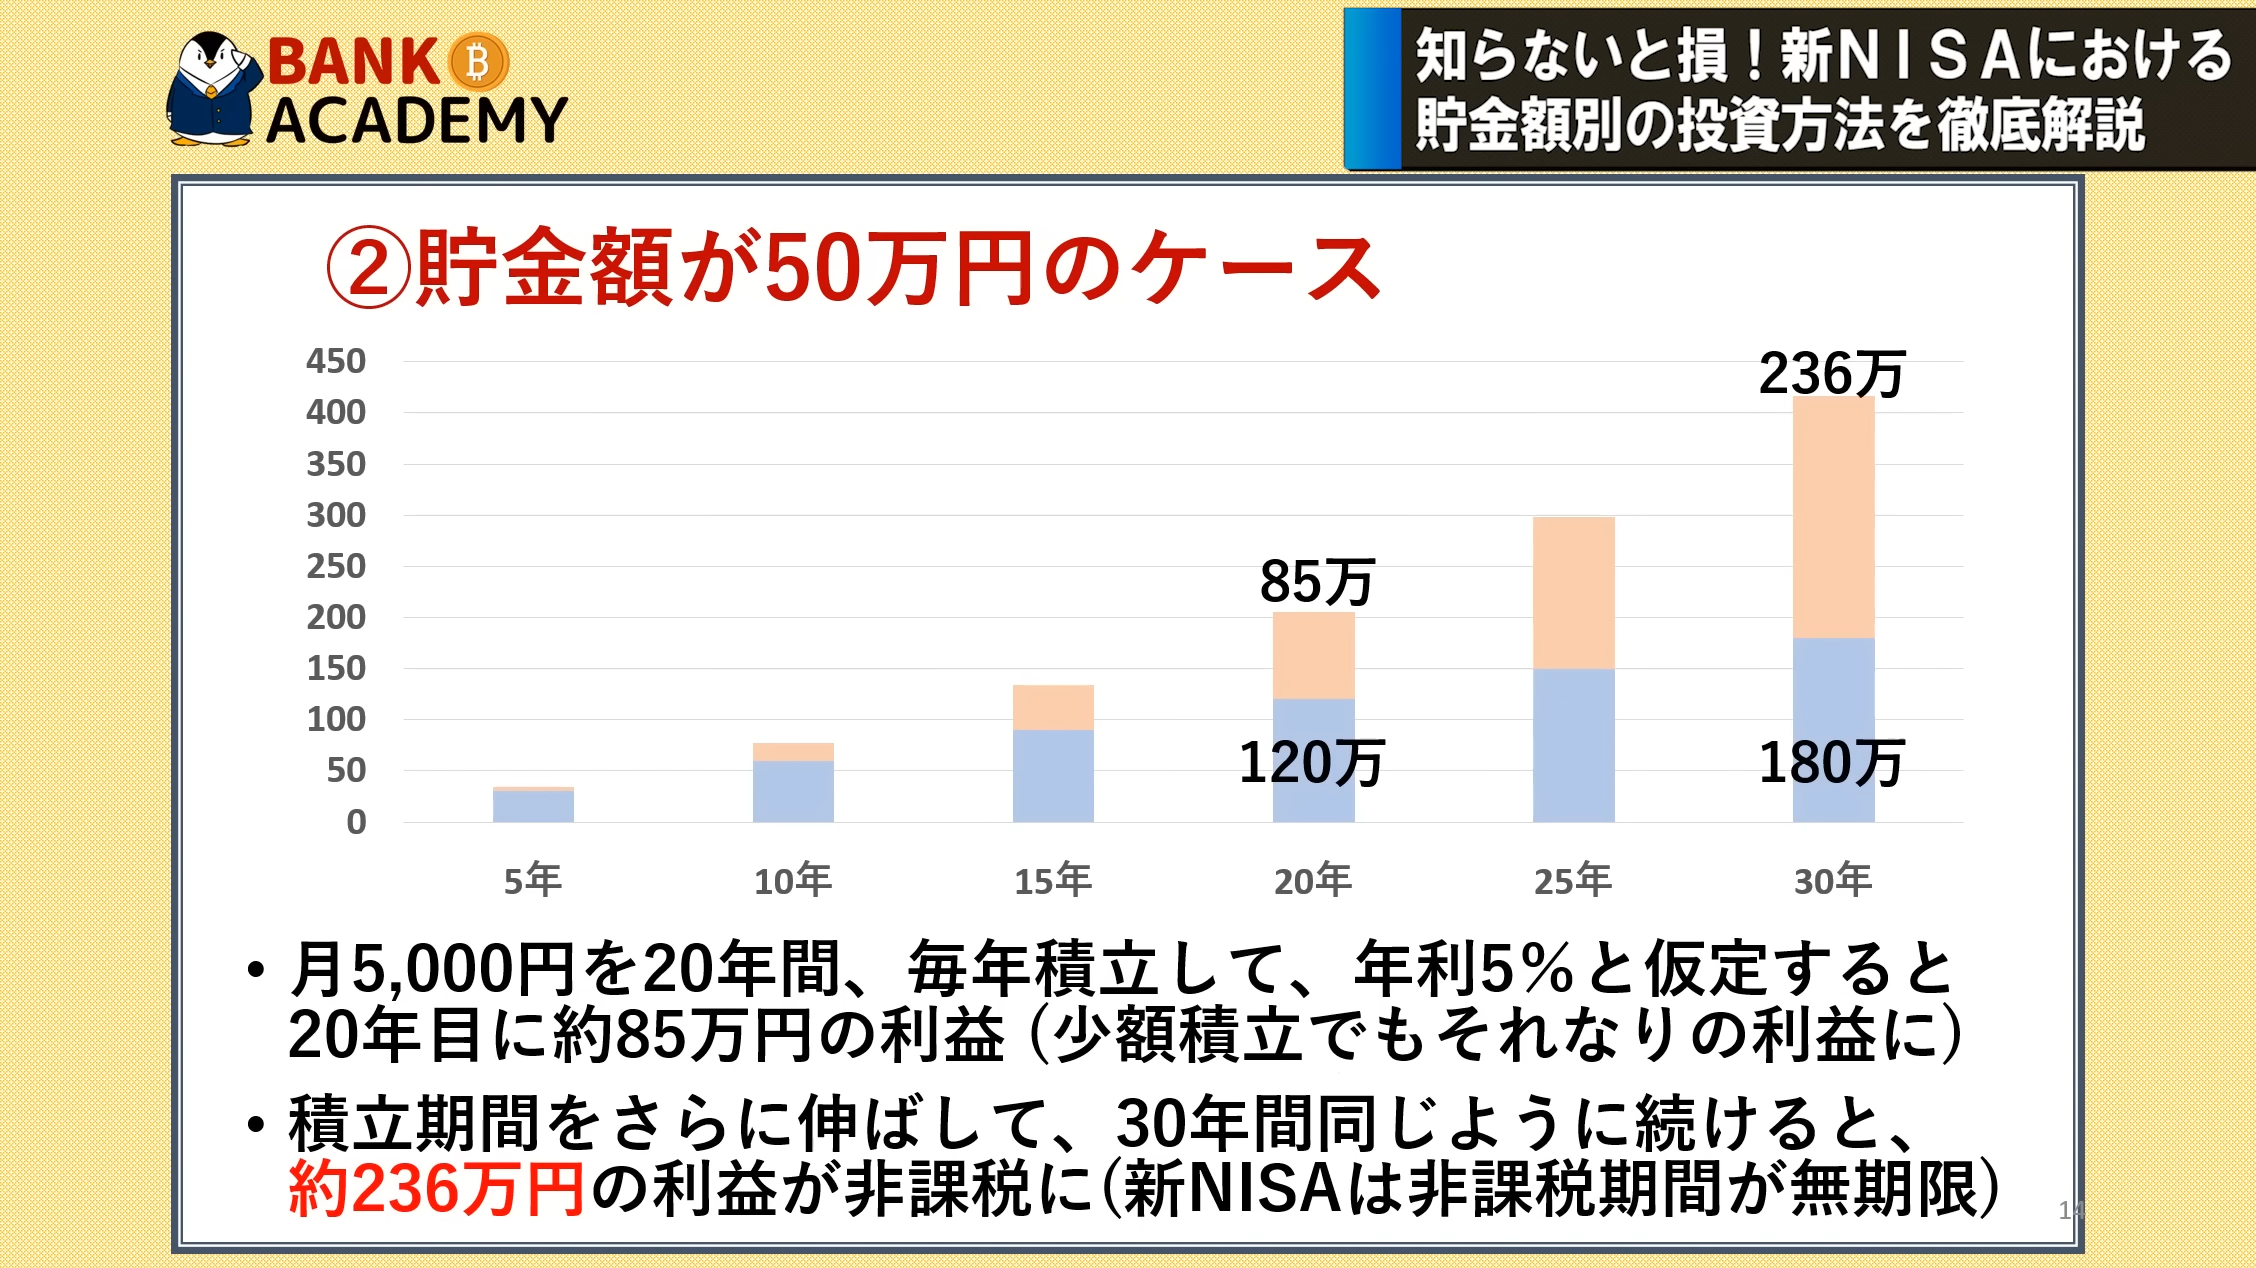 BANK
ACADEMY
知らないと損！新ＮＩＳＡにおける
貯金額別の投資方法を徹底解説
②貯金額が50万円のケース
450
400
350
300
250
200
150
100
50
0
236万
85万
120万
180万
5年
10年
15年
20年
25年
30年
・月5,000円を20年間、毎年積立して、年利5％と仮定すると
20年目に約85万円の利益 (少額積立でもそれなりの利益に)
・積立期間をさらに伸ばして、30年間同じように続けると、
約236万円の利益が非課税に(新NISAは非課税期間が無期限)
14